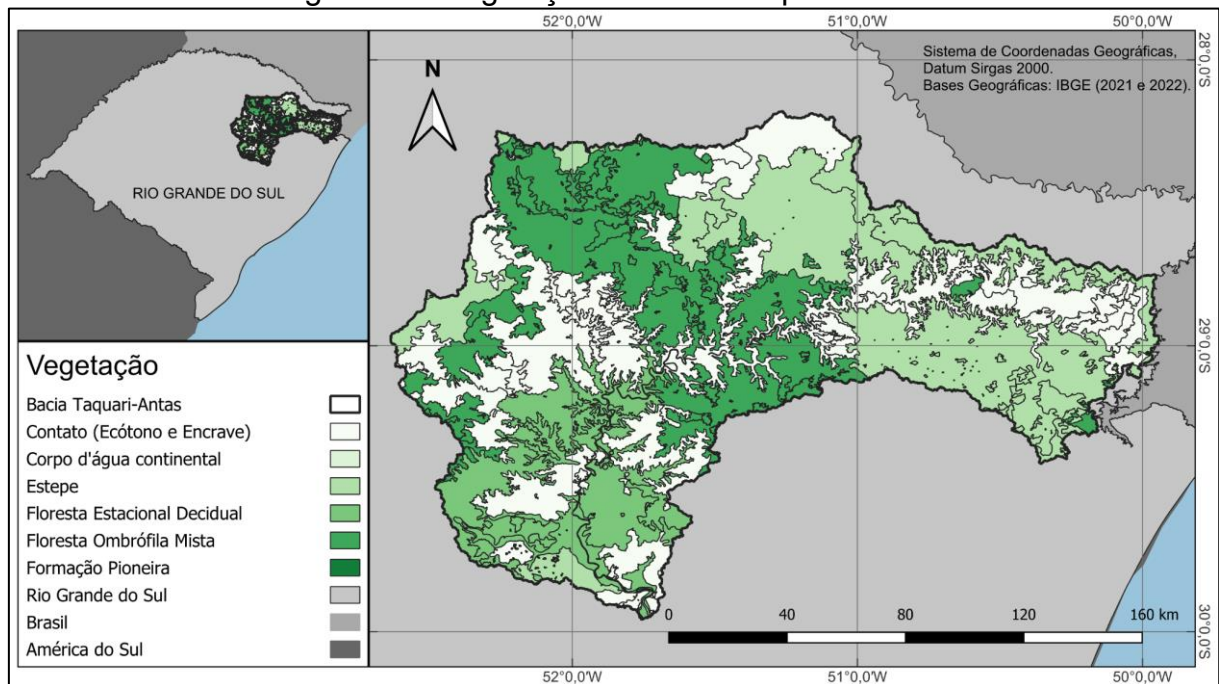 52°0,0'W
51°0,0'W
50°0,0'W
28°0,0'S
Sistema de Coordenadas Geográficas,
Datum Sirgas 2000.
Bases Geográficas: IBGE (2021 e 2022).
N
RIO GRANDE DO SUL
29°0,0'S
Vegetação
Bacia Taquari-Antas
Contato (Ecótono e Encrave)
Corpo d'água continental
Estepe
Floresta Estacional Decidual
Floresta Ombrófila Mista
Formação Pioneira
Rio Grande do Sul
Brasil
América do Sul
0 40 80 120 160 km
30°0,0'S
52°0,0'W
51°0,0'W
50°0,0'W